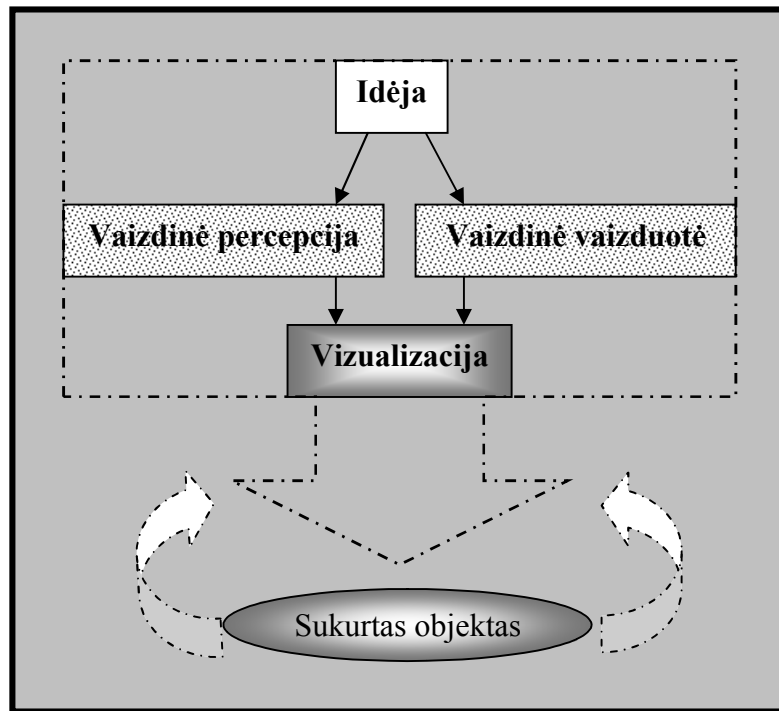 Idėja
Vaizdinė percepcija
Vaizdinė vaizduotė
Vizualizacija
Sukurtas objektas